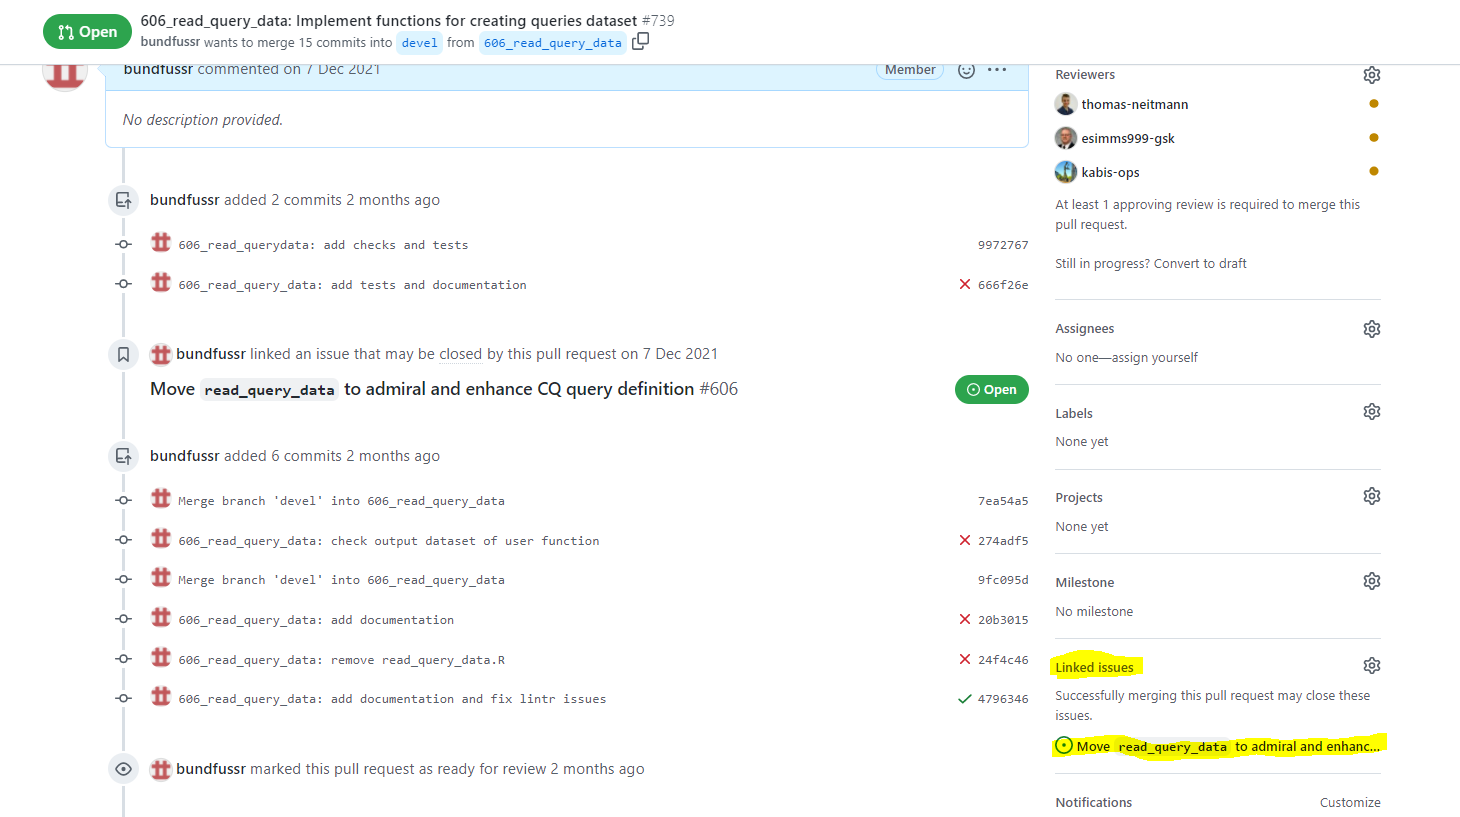 Open
606_read_query_data: Implement functions for creating queries dataset #739
bundfussr wants to merge 15 commits into devel from 606_read_query_data
bundfussr commented on 7 Dec 2021
Member
No description provided.
bundfussr added 2 commits 2 months ago
606_read_querydata: add checks and tests 9972767
606_read_query_data: add tests and documentation 666f26e
bundfussr linked an issue that may be closed by this pull request on 7 Dec 2021
Move read_query_data to admiral and enhance CQ query definition #606
Open
bundfussr added 6 commits 2 months ago
Merge branch 'devel' into 606_read_query_data 7ea54a5
606_read_query_data: check output dataset of user function 274adf5
Merge branch 'devel' into 606_read_query_data 9fc095d
606_read_query_data: add documentation 20b3015
606_read_query_data: remove read_query_data.R 24f4c46
606_read_query_data: add documentation and fix lintr issues 4796346
bundfussr marked this pull request as ready for review 2 months ago
Reviewers
thomas-neitmann
esimms999-gsk
kabis-ops
At least 1 approving review is required to merge this
pull request.
Still in progress? Convert to draft
Assignees
No one—assign yourself
Labels
None yet
Projects
None yet
Milestone
No milestone
Linked issues
Successfully merging this pull request may close these
issues.
Move read_query_data to admiral and enhanc...
Notifications
Customize